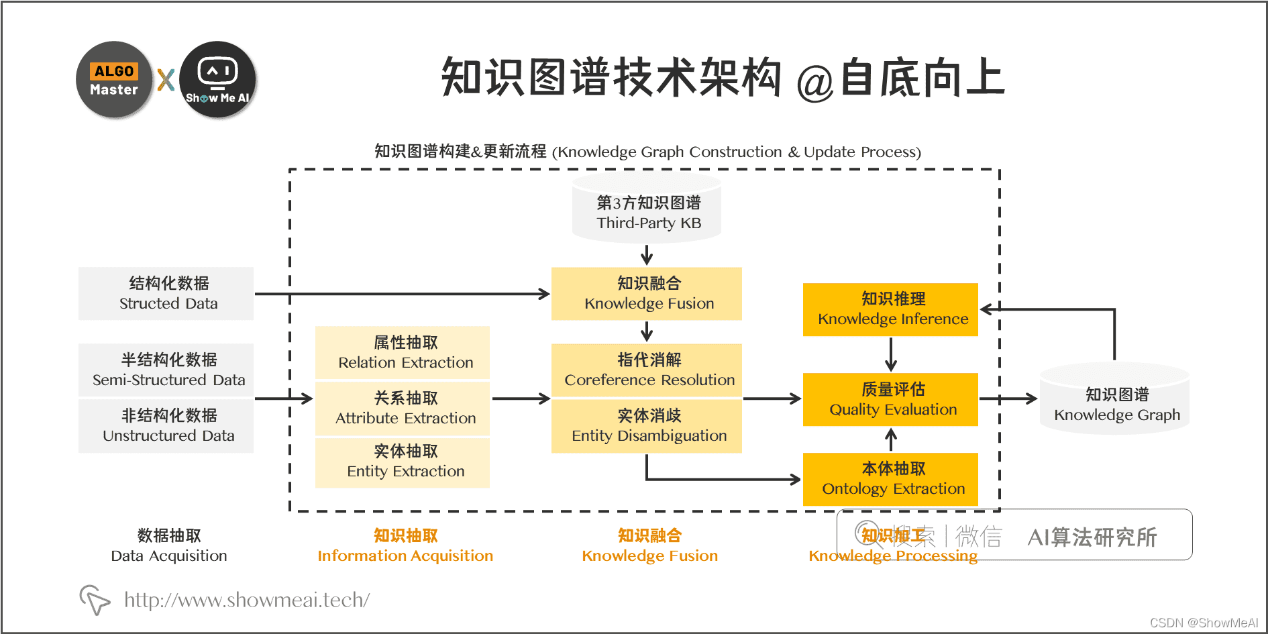 ALGO
Master
X
Show Me AI
知识图谱技术架构 @自底向上
知识图谱构建&更新流程 (Knowledge Graph Construction & Update Process)
第3方知识图谱
Third-Party KB
结构化数据
Structed Data
知识融合
Knowledge Fusion
知识推理
Knowledge Inference
属性抽取
Relation Extraction
半结构化数据
Semi-Structured Data
指代消解
Coreference Resolution
关系抽取
Attribute Extraction
质量评估
Quality Evaluation
知识图谱
Knowledge Graph
非结构化数据
Unstructured Data
实体消歧
Entity Disambiguation
实体抽取
Entity Extraction
本体抽取
Ontology Extraction
数据抽取
Data Acquisition
知识抽取
Information Acquisition
知识融合
Knowledge Fusion
知识加工
Knowledge Processing
搜索 | 微信 AI算法研究所
http://www.showmeai.tech/
CSDN @ShowMeAI